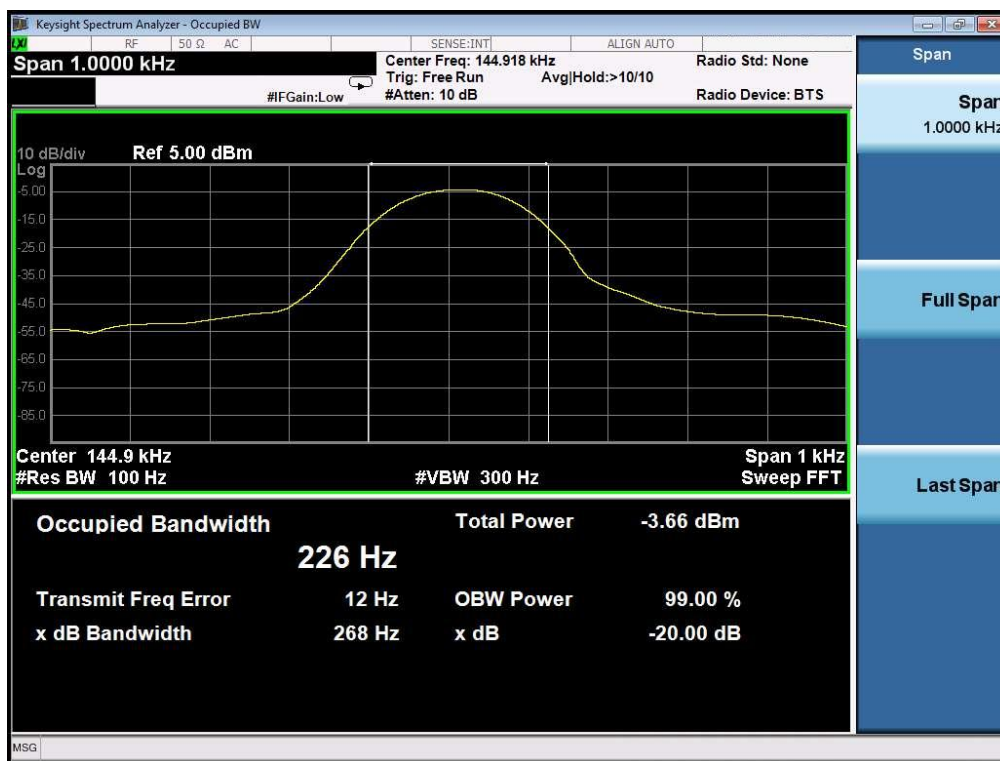 Keysight Spectrum Analyzer - Occupied BW
LXI RF 50 Ω AC SENSE:INT ALIGN AUTO
Span 1.0000 kHz
Center Freq: 144.918 kHz Radio Std: None
Trig: Free Run Avg|Hold:>10/10
#IFGain:Low #Atten: 10 dB Radio Device: BTS
10 dB/div Ref 5.00 dBm
Log
-5.00
-15.0
-25.0
-35.0
-45.0
-55.0
-65.0
-75.0
-85.0
Center 144.9 kHz Span 1 kHz
#Res BW 100 Hz #VBW 300 Hz Sweep FFT
Occupied Bandwidth Total Power -3.66 dBm
226 Hz
Transmit Freq Error 12 Hz OBW Power 99.00 %
x dB Bandwidth 268 Hz x dB -20.00 dB
MSG
Span
Span
1.0000 kHz
Full Span
Last Span